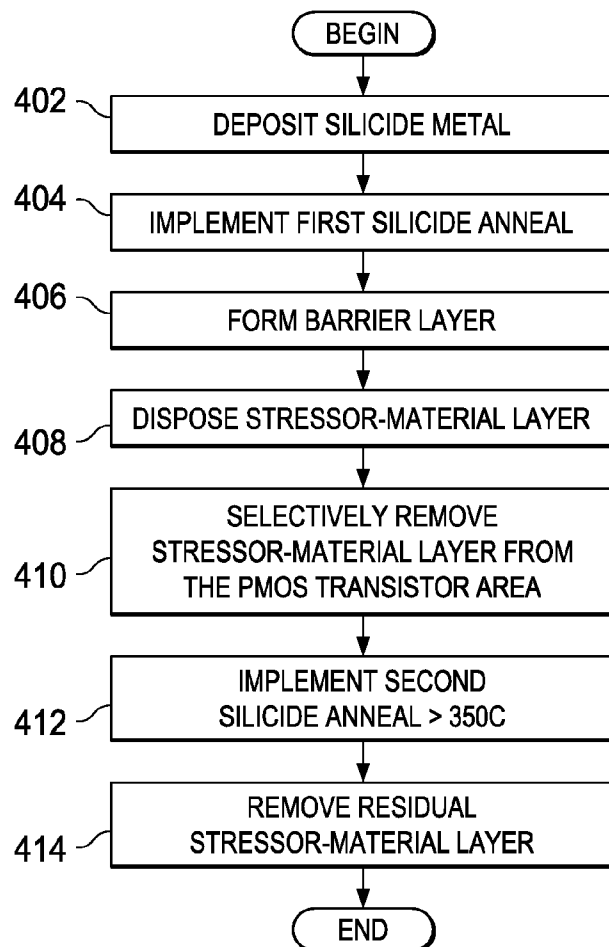 BEGIN
402
DEPOSIT SILICIDE METAL
404
IMPLEMENT FIRST SILICIDE ANNEAL
406
FORM BARRIER LAYER
408
DISPOSE STRESSOR-MATERIAL LAYER
410
SELECTIVELY REMOVE
STRESSOR-MATERIAL LAYER FROM
THE PMOS TRANSISTOR AREA
412
IMPLEMENT SECOND
SILICIDE ANNEAL > 350C
414
REMOVE RESIDUAL
STRESSOR-MATERIAL LAYER
END